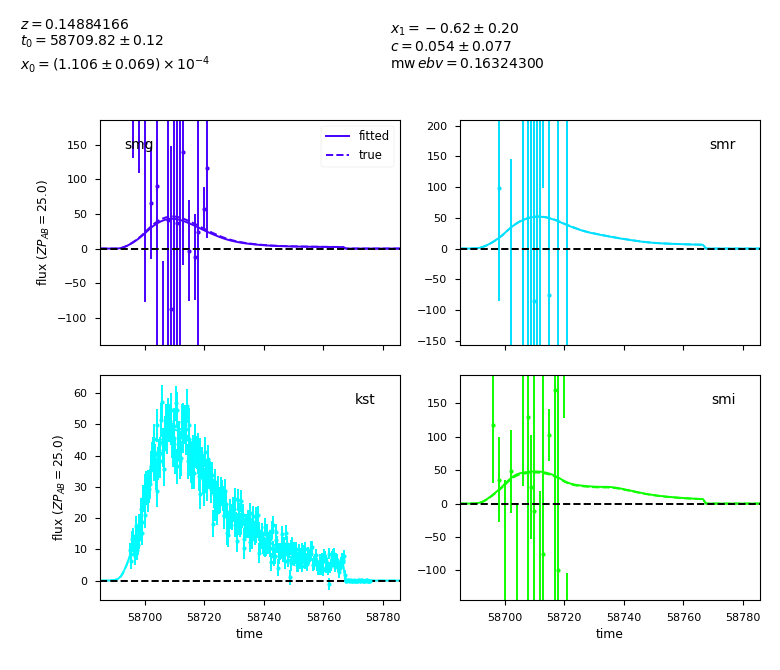 z = 0.14884166
t₀ = 58709.82 ± 0.12
x₀ = (1.106 ± 0.069) × 10⁻⁴
x₁ = −0.62 ± 0.20
c = 0.054 ± 0.077
mw ebv = 0.16324300
smg
fitted
true
150
100
50
0
−50
−100
flux (ZP_AB = 25.0)
smr
200
150
100
50
0
−50
−100
−150
kst
60
50
40
30
20
10
0
flux (ZP_AB = 25.0)
58700 58720 58740 58760 58780
time
smi
150
100
50
0
−50
−100
58700 58720 58740 58760 58780
time